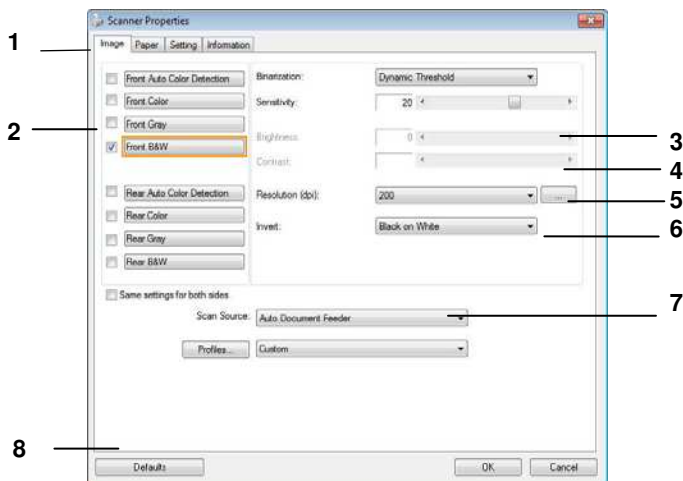 Scanner Properties
1
Image Paper Setting Information
Front Auto Color Detection
Binarization: Dynamic Threshold
Front Color
Sensitivity: 20
2
Front Gray
Brightness: 0
3
Front B&W
Contrast:
4
Rear Auto Color Detection
Resolution (dpi): 200 ...
5
Rear Color
Invert: Black on White
6
Rear Gray
Rear B&W
Same settings for both sides
7
Scan Source: Auto Document Feeder
Profiles... Custom
8
Defaults OK Cancel